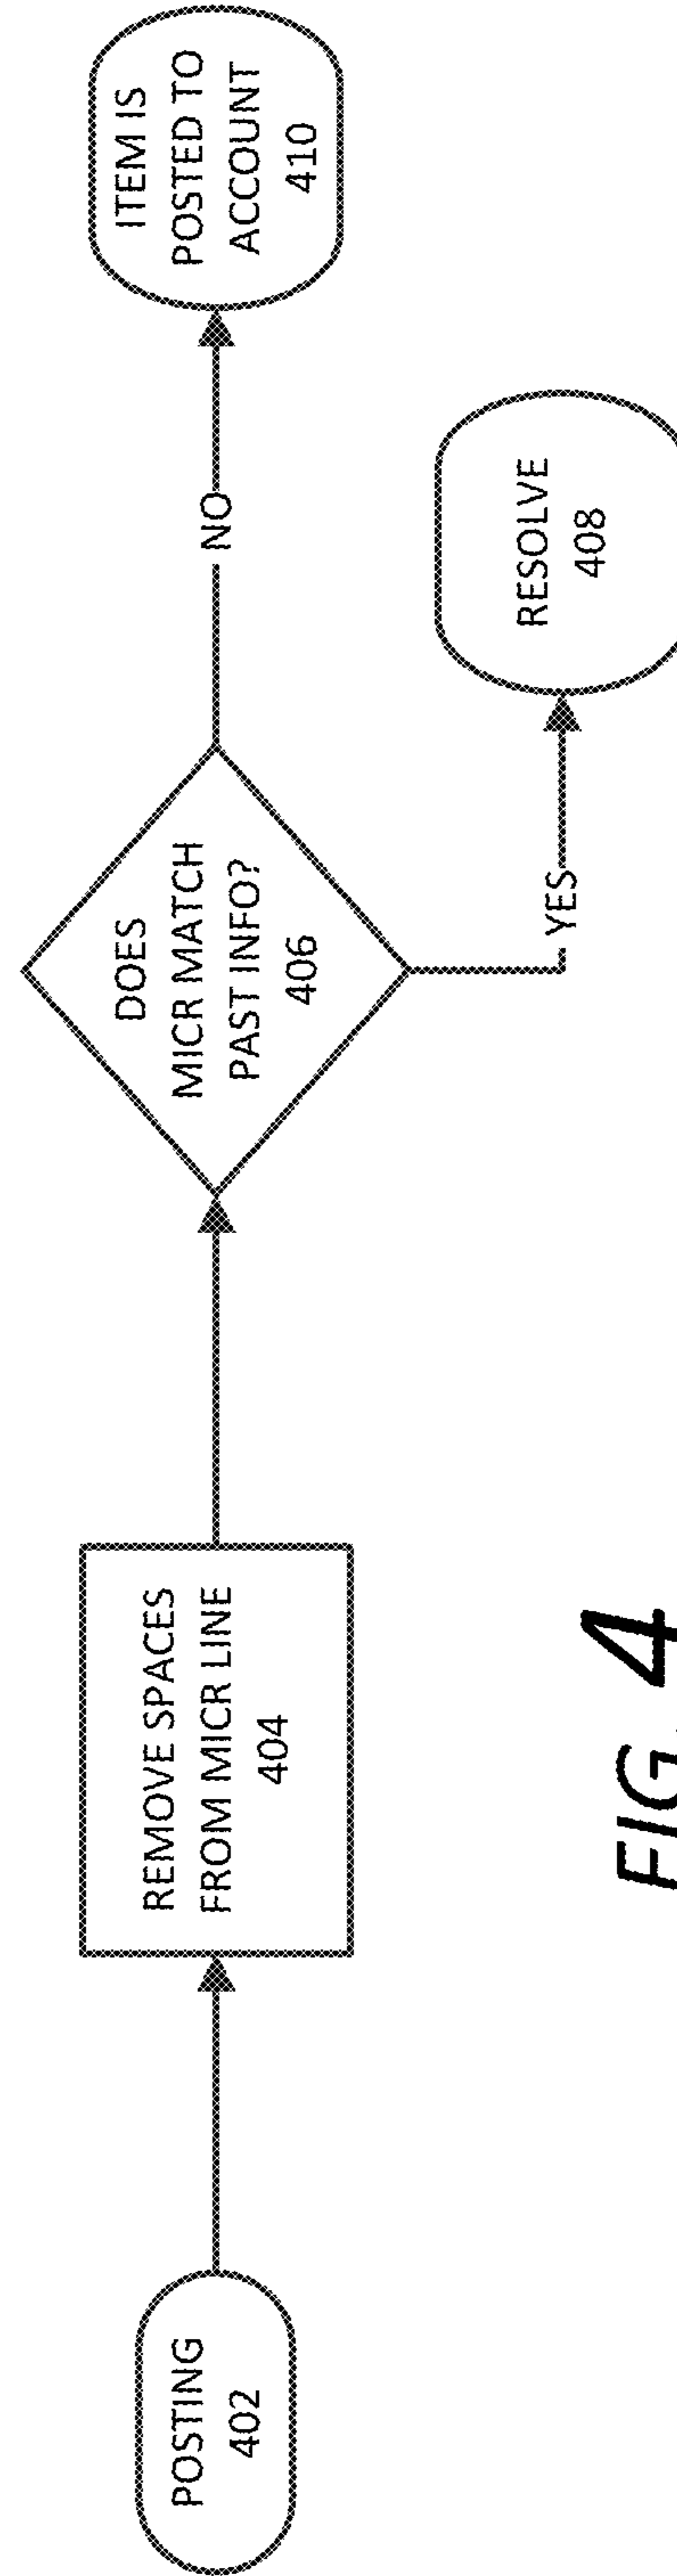 POSTING
402
REMOVE SPACES
FROM MICR LINE
404
DOES
MICR MATCH
PAST INFO?
406
NO
ITEM IS
POSTED TO
ACCOUNT
410
YES
RESOLVE
408
FIG. 4